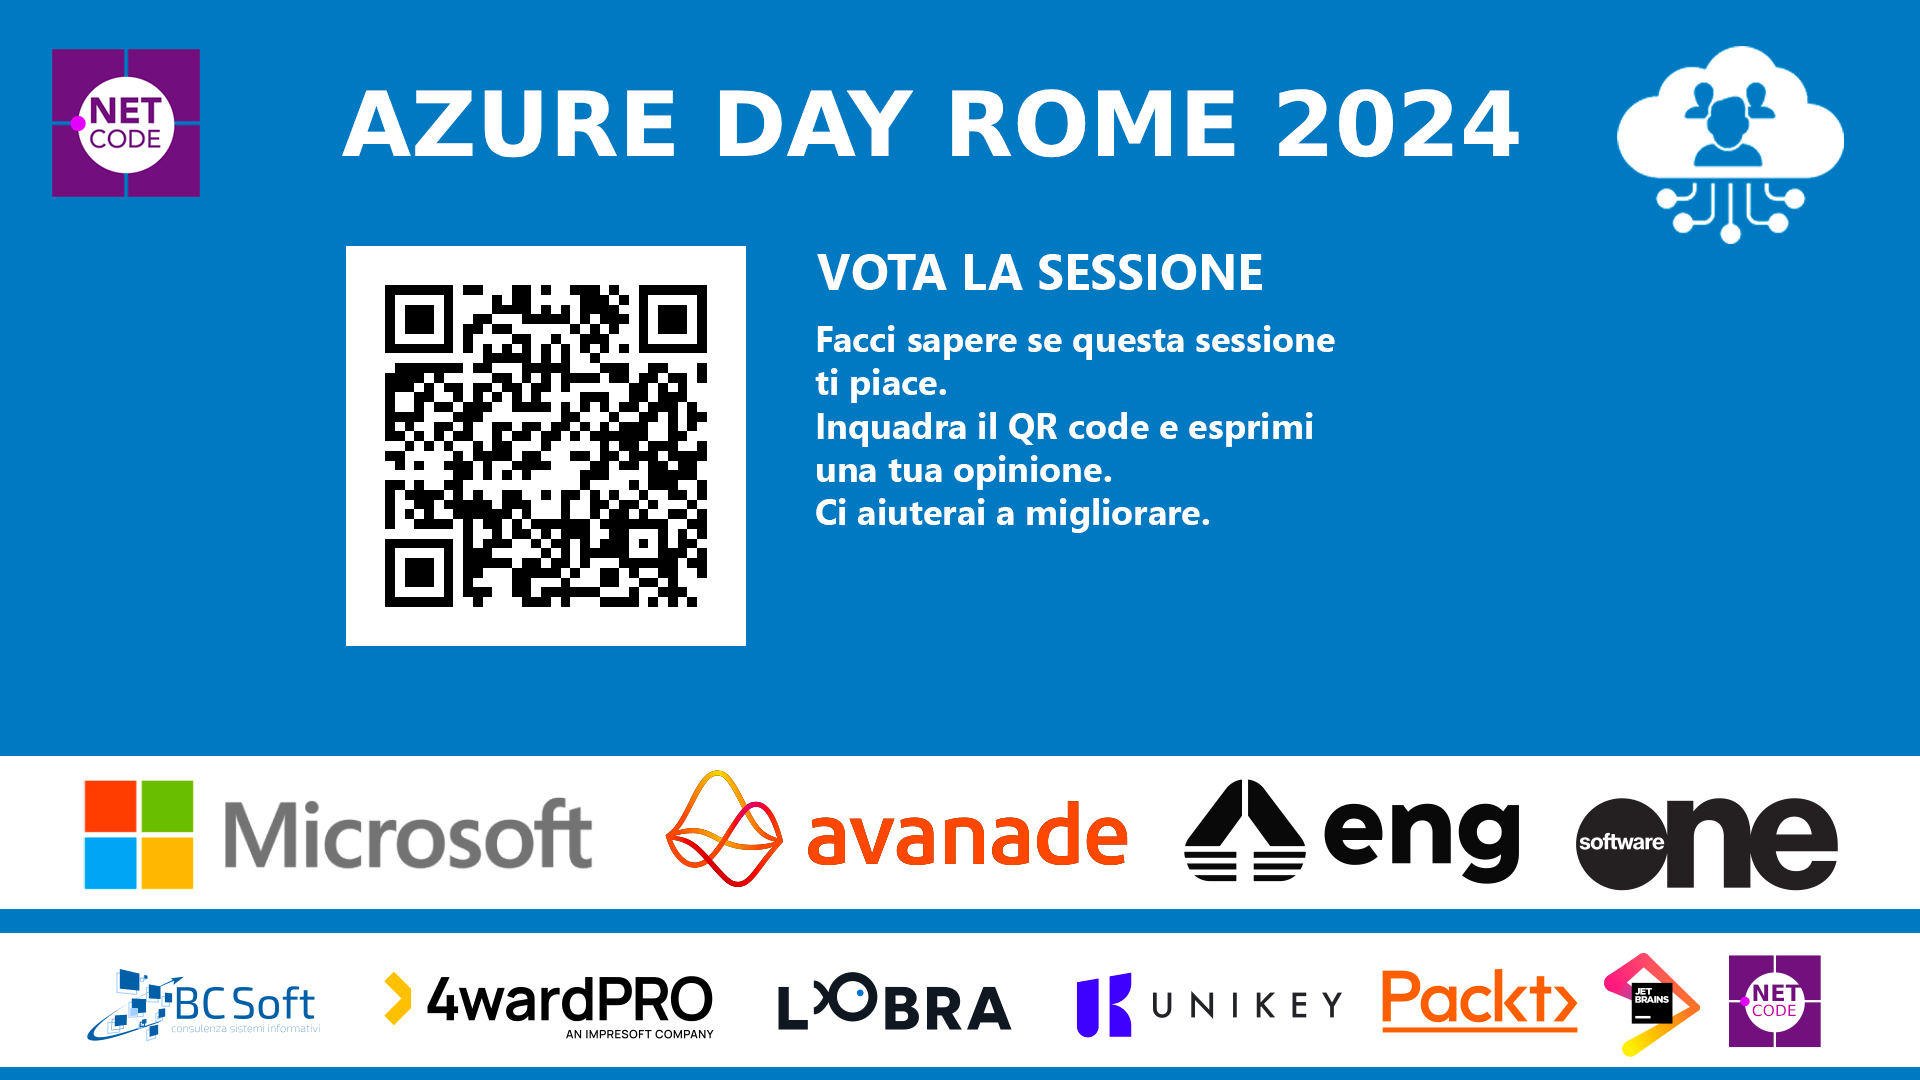 NET
CODE
AZURE DAY ROME 2024
VOTA LA SESSIONE
Facci sapere se questa sessione
ti piace.
Inquadra il QR code e esprimi
una tua opinione.
Ci aiuterai a migliorare.
Microsoft
avanade
eng
software
one
BC Soft
consulenza sistemi informativi
4wardPRO
AN IMPRESOFT COMPANY
LOBRA
UNIKEY
Packt
JET
BRAINS
NET
CODE